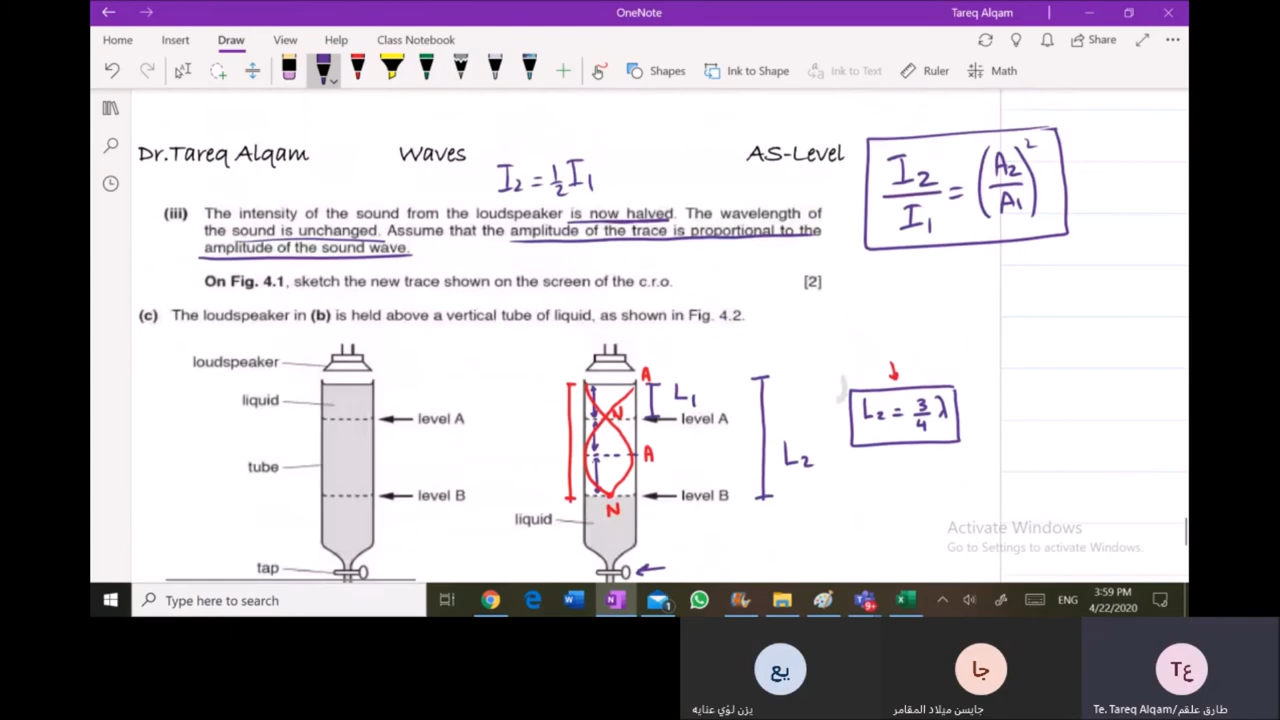 OneNote
Tareq Alqam
Home Insert Draw View Help Class Notebook
Share
Shapes Ink to Shape Ink to Text Ruler Math
Dr.Tareq Alqam Waves AS-Level
I₂ = ½ I₁
I₂/I₁ = (A₂/A₁)²
(iii) The intensity of the sound from the loudspeaker is now halved. The wavelength of
the sound is unchanged. Assume that the amplitude of the trace is proportional to the
amplitude of the sound wave.
On Fig. 4.1, sketch the new trace shown on the screen of the c.r.o. [2]
(c) The loudspeaker in (b) is held above a vertical tube of liquid, as shown in Fig. 4.2.
loudspeaker
liquid
level A
tube
level B
tap
A
L₁
N
level A
A
L₂
level B
N
liquid
L₂ = 3/4 λ
Activate Windows
Go to Settings to activate Windows.
Type here to search
9+
ENG
3:59 PM
4/22/2020
يع
يزن لؤي عنايه
جا
جايسن ميلاد المقامر
طع
Te. Tareq Alqam/طارق علقم